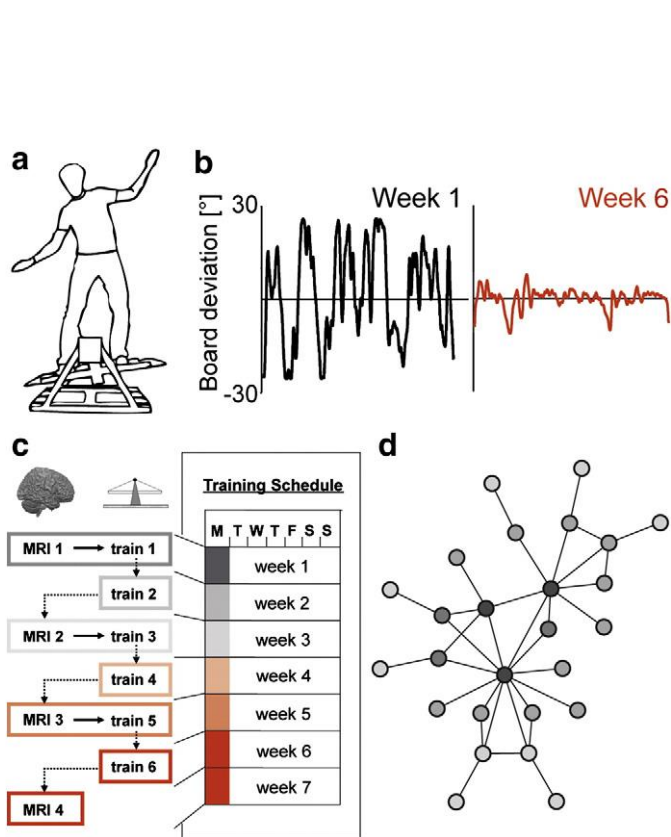 a
b
Week 1
Week 6
30
Board deviation [°]
-30
c
d
Training Schedule
M T W T F S S
MRI 1 train 1
week 1
train 2
week 2
MRI 2 train 3
week 3
train 4
week 4
MRI 3 train 5
week 5
train 6
week 6
MRI 4
week 7